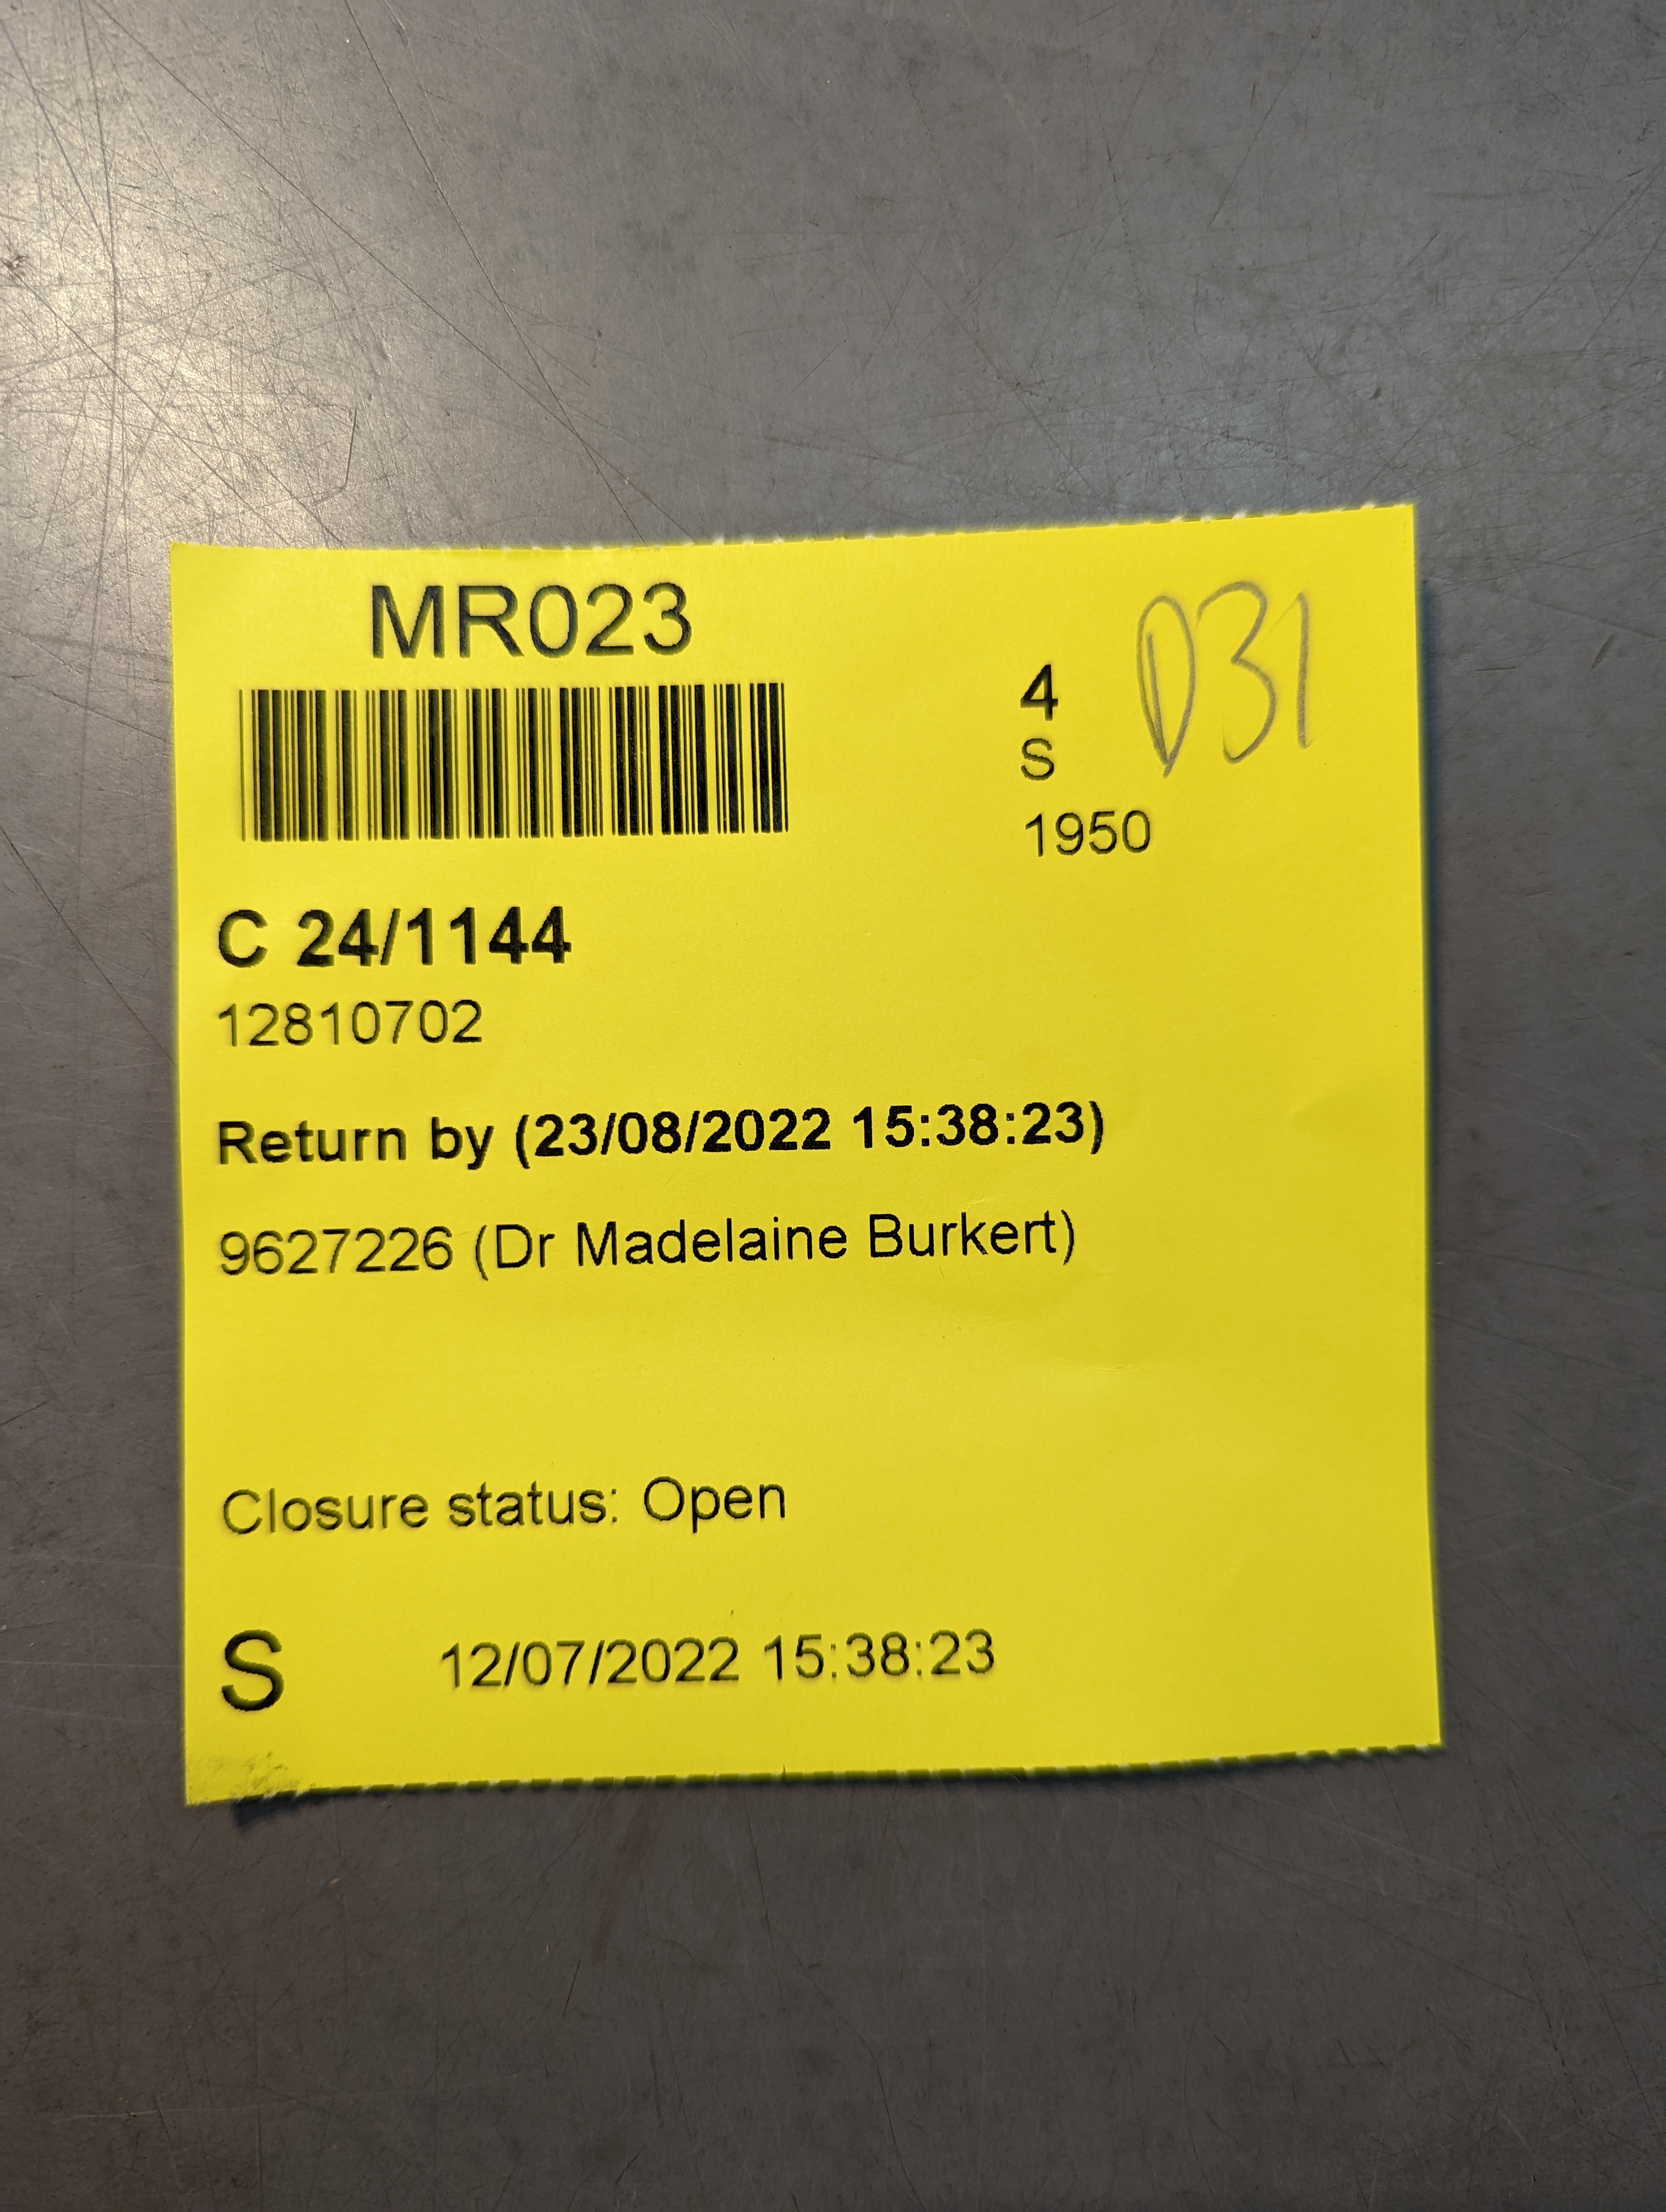 MR023
D31
4
S
1950
C 24/1144
12810702
Return by (23/08/2022 15:38:23)
9627226 (Dr Madelaine Burkert)
Closure status: Open
S 12/07/2022 15:38:23